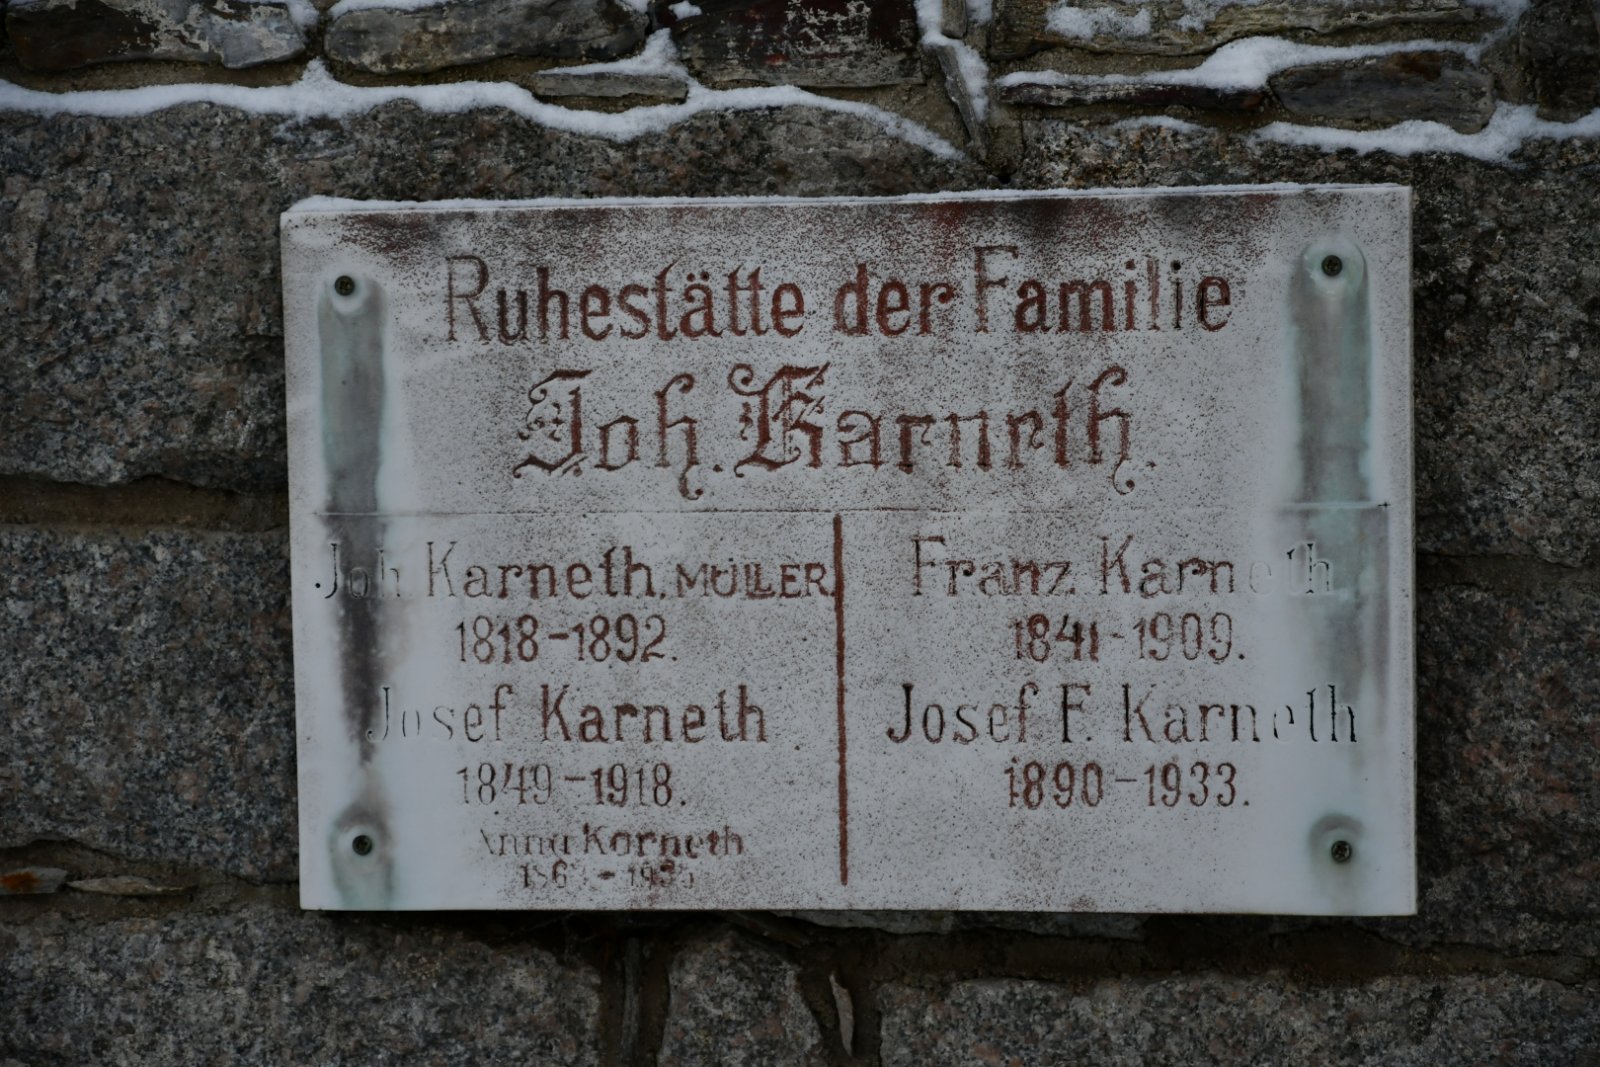 Ruhestätte der Familie
Joh. Karneth.
Joh. Karneth, MÜLLER.
1818-1892.
Josef Karneth
1849-1918.
Anna Karneth
Franz Karneth
1841-1909.
Josef F. Karneth
1890-1933.